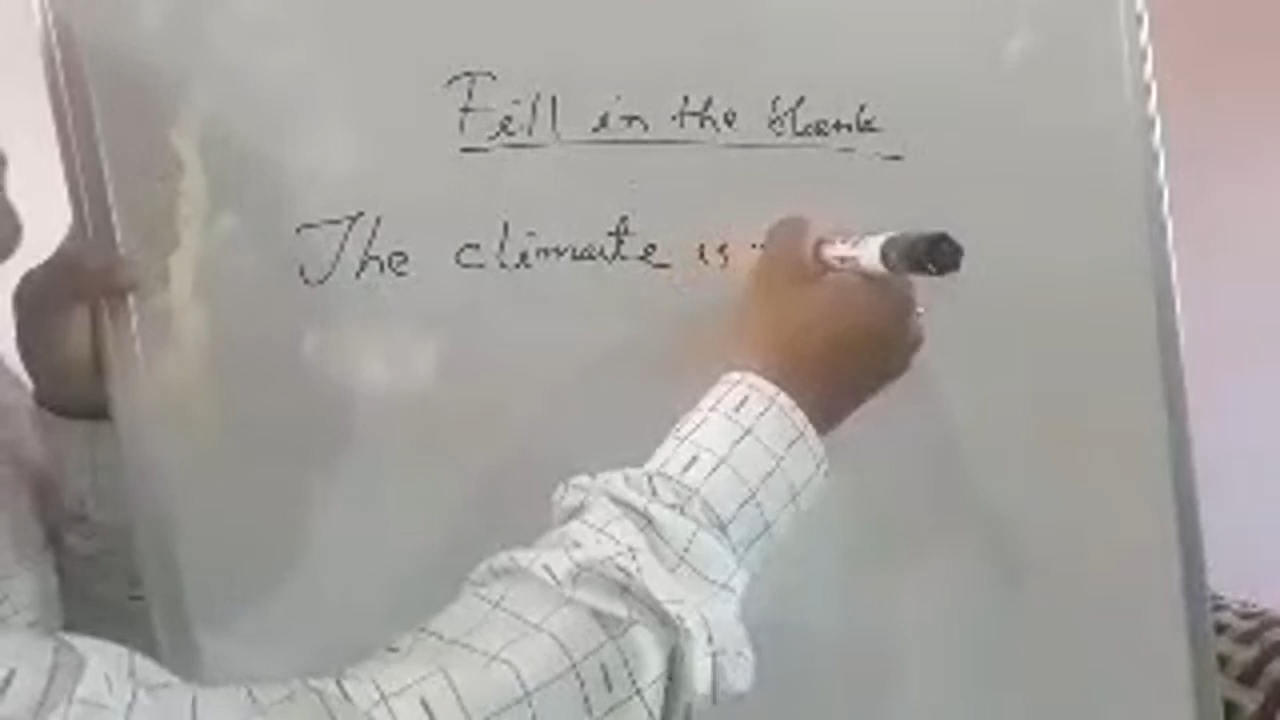 Fill in the blank
The climate is ..